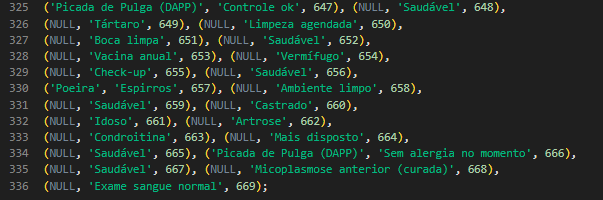 325 ('Picada de Pulga (DAPP)', 'Controle ok', 647), (NULL, 'Saudável', 648),
326 (NULL, 'Tártaro', 649), (NULL, 'Limpeza agendada', 650),
327 (NULL, 'Boca limpa', 651), (NULL, 'Saudável', 652),
328 (NULL, 'Vacina anual', 653), (NULL, 'Vermífugo', 654),
329 (NULL, 'Check-up', 655), (NULL, 'Saudável', 656),
330 ('Poeira', 'Espirros', 657), (NULL, 'Ambiente limpo', 658),
331 (NULL, 'Saudável', 659), (NULL, 'Castrado', 660),
332 (NULL, 'Idoso', 661), (NULL, 'Artrose', 662),
333 (NULL, 'Condroitina', 663), (NULL, 'Mais disposto', 664),
334 (NULL, 'Saudável', 665), ('Picada de Pulga (DAPP)', 'Sem alergia no momento', 666),
335 (NULL, 'Saudável', 667), (NULL, 'Micoplasmose anterior (curada)', 668),
336 (NULL, 'Exame sangue normal', 669);